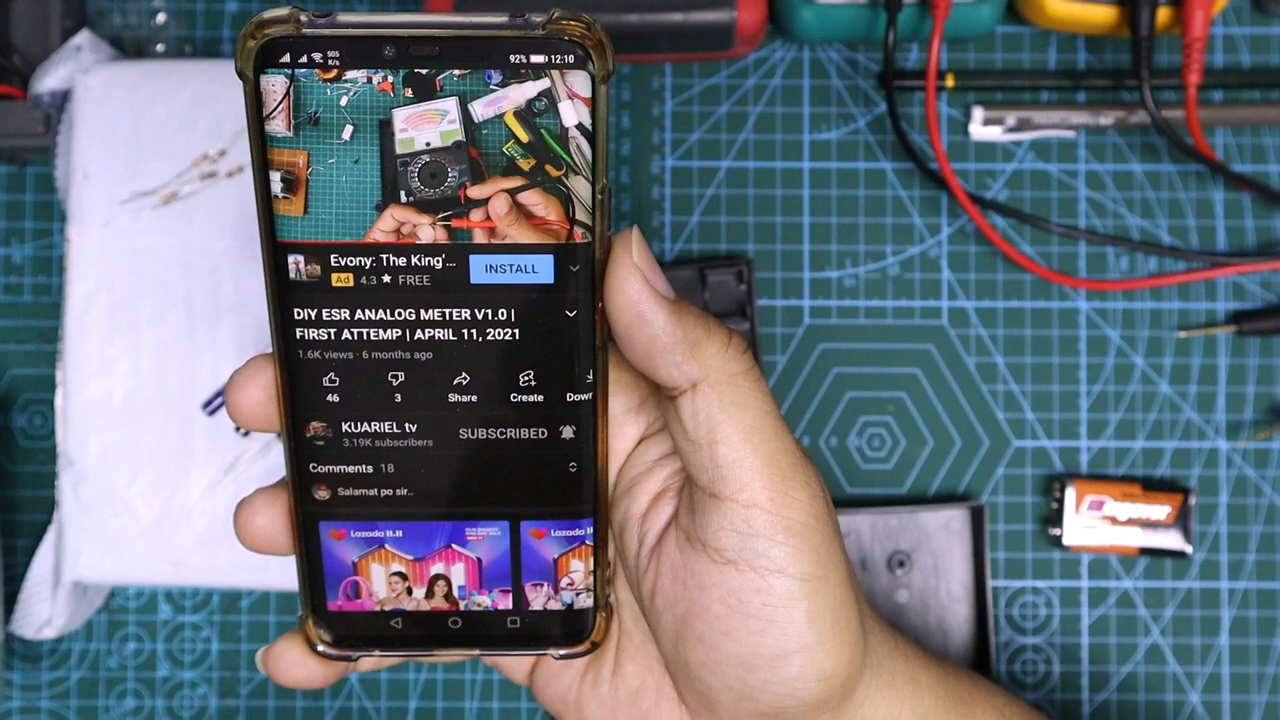 505
K/s
92%
12:10
Evony: The King'...
Ad 4.3 ★ FREE
INSTALL
DIY ESR ANALOG METER V1.0 |
FIRST ATTEMP | APRIL 11, 2021
1.6K views · 6 months ago
46
3
Share
Create
Down
KUARIEL tv
3.19K subscribers
SUBSCRIBED
Comments 18
Salamat po sir..
Lazada 11.11
Lazada 11